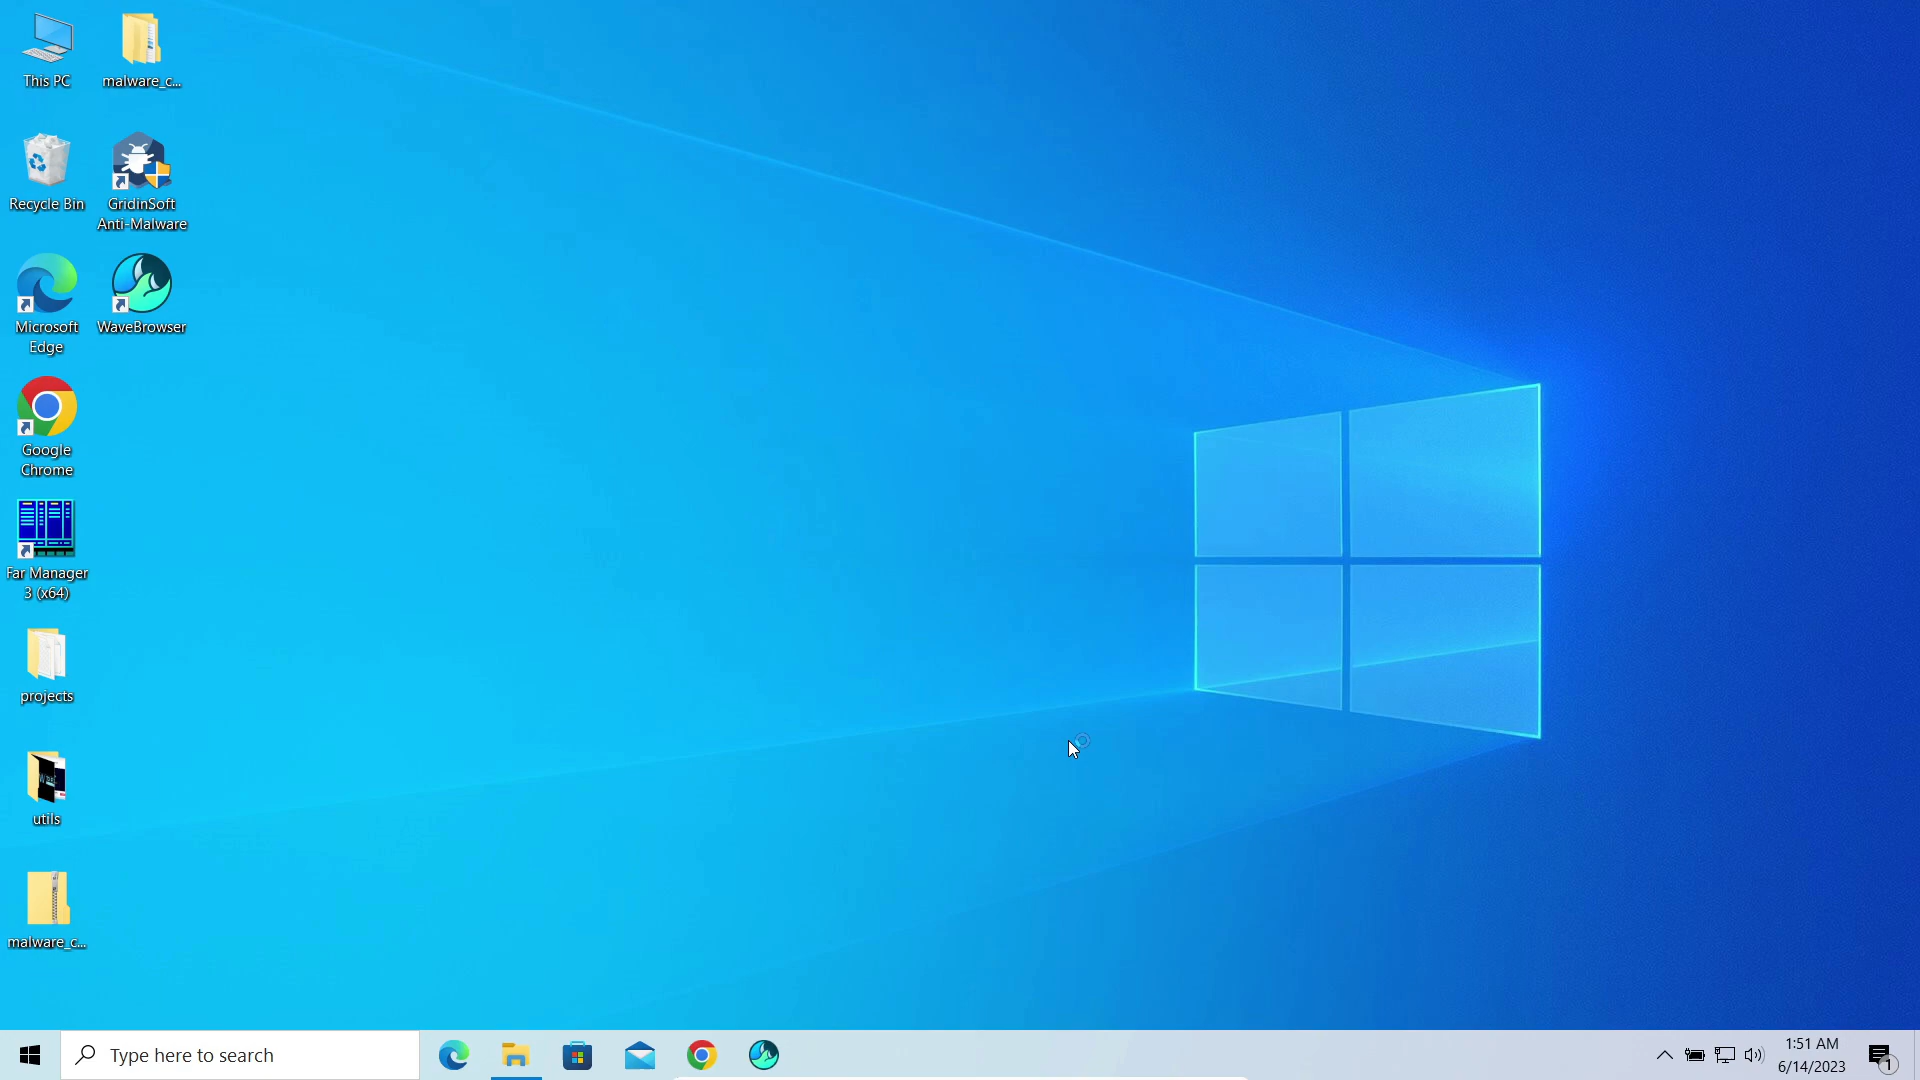 This PC
malware_c...
Recycle Bin
GridinSoft
Anti-Malware
Microsoft
Edge
WaveBrowser
Google
Chrome
Far Manager
3 (x64)
projects
utils
malware_c...
Type here to search
1:51 AM
6/14/2023
1